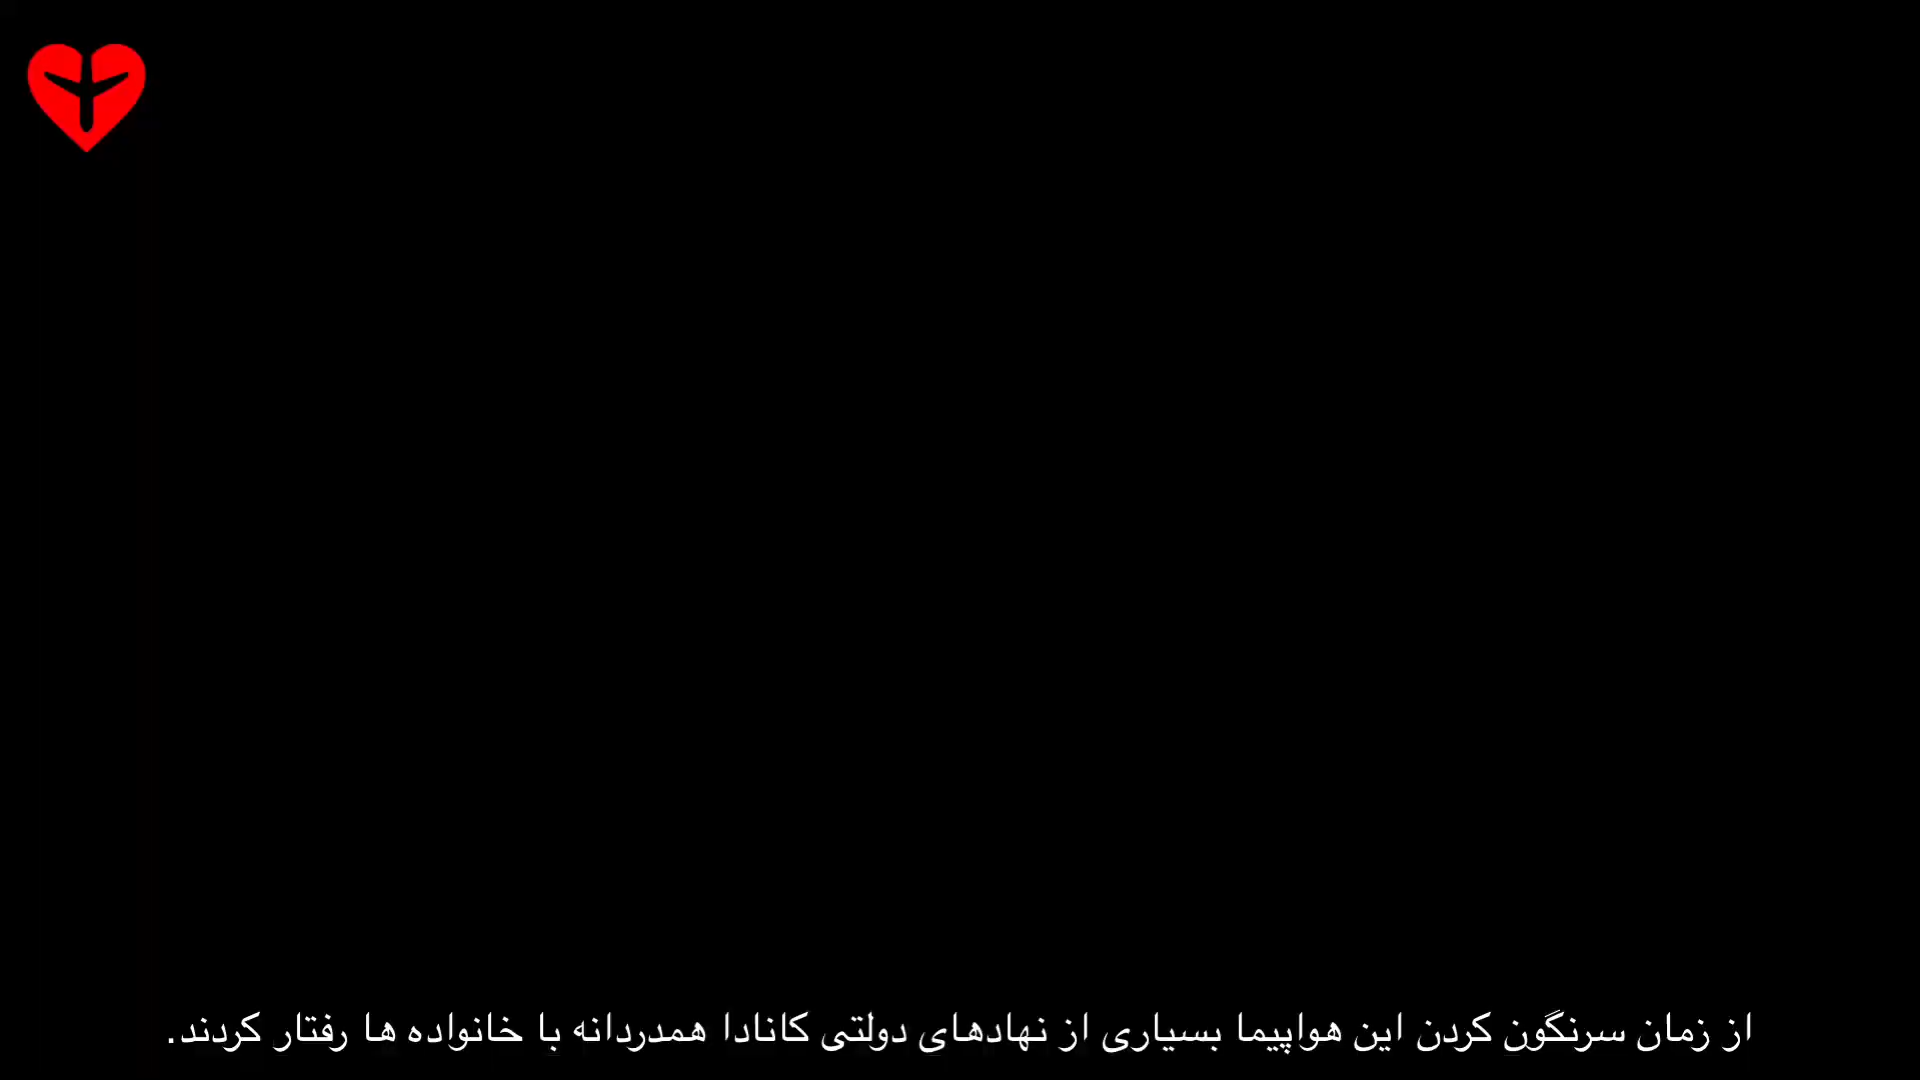 از زمان سرنگون کردن این هواپیما بسیاری از نهادهای دولتی کانادا همدردانه با خانواده ها رفتار کردند.